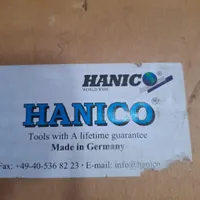 HANICO
WORLD WIDE
HANICO
Tools with A lifetime guarantee
Made in Germany
Fax: +49-40-536 82 23 · E-mail: info@hanico